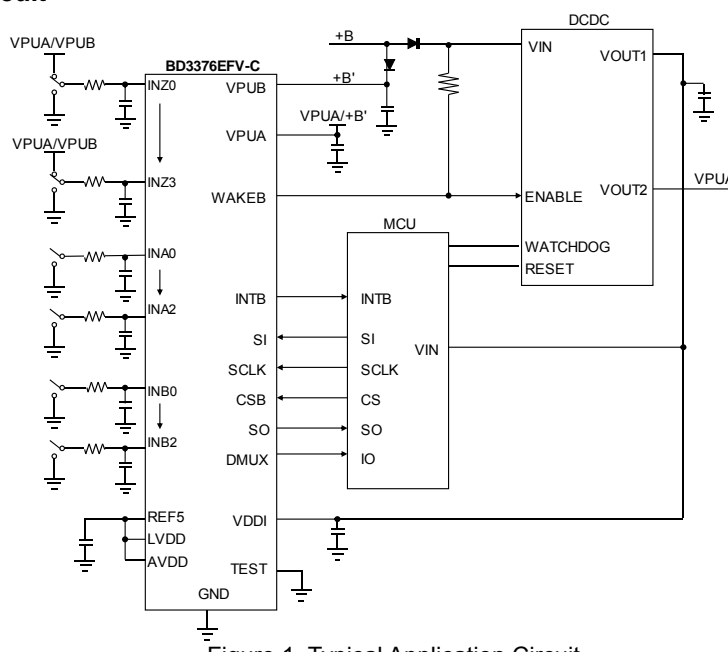 +B
DCDC
VPUA/VPUB
VIN
VOUT1
BD3376EFV-C
INZ0
VPUB
+B'
VPUA/+B'
VPUA
VPUA/VPUB
INZ3
WAKEB
ENABLE
VOUT2
VPUA
MCU
WATCHDOG
RESET
INA0
INTB
INTB
INA2
SI
SI
VIN
SCLK
SCLK
INB0
CSB
CS
SO
SO
INB2
DMUX
IO
REF5
VDDI
LVDD
AVDD
TEST
GND
Figure 1. Typical Application Circuit